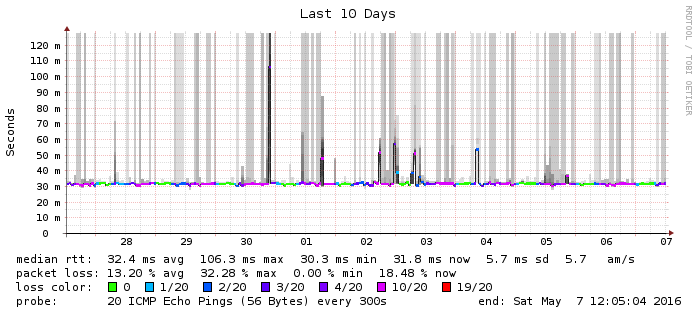 Last 10 Days
RRDTOOL / TOBI OETIKER
Seconds
120 m
110 m
100 m
90 m
80 m
70 m
60 m
50 m
40 m
30 m
20 m
10 m
0
28 29 30 01 02 03 04 05 06 07
median rtt: 32.4 ms avg 106.3 ms max 30.3 ms min 31.8 ms now 5.7 ms sd 5.7 am/s
packet loss: 13.20 % avg 32.28 % max 0.00 % min 18.48 % now
loss color: 0 1/20 2/20 3/20 4/20 10/20 19/20
probe: 20 ICMP Echo Pings (56 Bytes) every 300s end: Sat May 7 12:05:04 2016